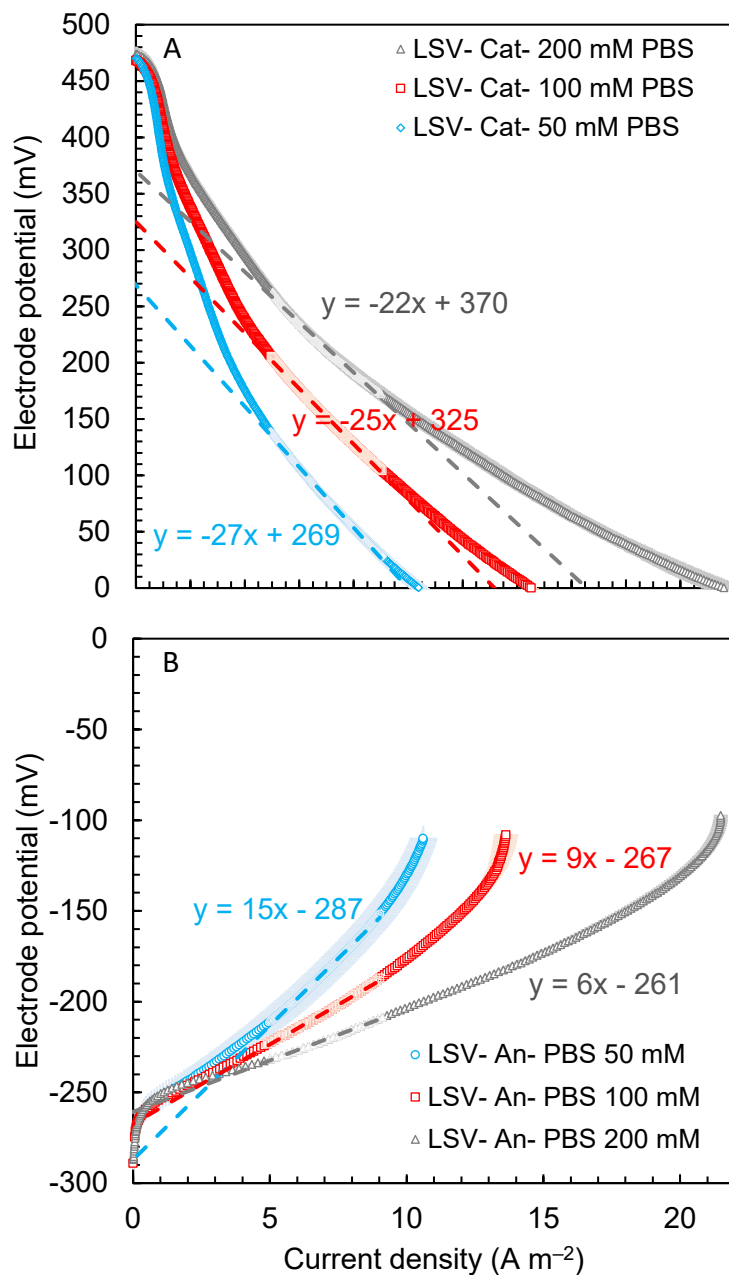 A
500
450
400
350
300
250
200
150
100
50
0
Electrode potential (mV)
LSV- Cat- 200 mM PBS
LSV- Cat- 100 mM PBS
LSV- Cat- 50 mM PBS
y = -22x + 370
y = -25x + 325
y = -27x + 269
B
0
-50
-100
-150
-200
-250
-300
Electrode potential (mV)
y = 15x - 287
y = 9x - 267
y = 6x - 261
LSV- An- PBS 50 mM
LSV- An- PBS 100 mM
LSV- An- PBS 200 mM
0 5 10 15 20
Current density (A m⁻²)